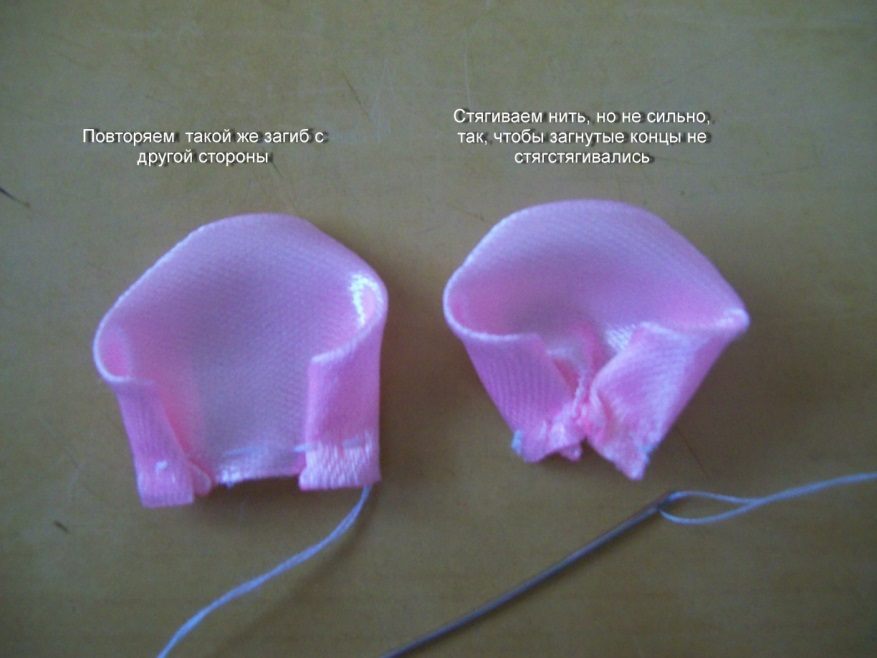 Повторяем такой же загиб с
другой стороны
Стягиваем нить, но не сильно,
так, чтобы загнутые концы не
стягстягивались